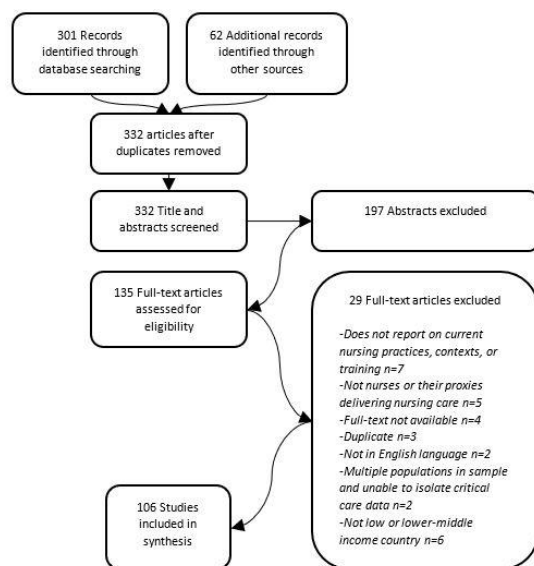 301 Records
identified through
database searching
62 Additional records
identified through
other sources
332 articles after
duplicates removed
332 Title and
abstracts screened
197 Abstracts excluded
135 Full-text articles
assessed for
eligibility
29 Full-text articles excluded
-Does not report on current
nursing practices, contexts, or
training n=7
-Not nurses or their proxies
delivering nursing care n=5
-Full-text not available n=4
-Duplicate n=3
-Not in English language n=2
-Multiple populations in sample
and unable to isolate critical
care data n=2
-Not low or lower-middle
income country n=6
106 Studies
included in
synthesis